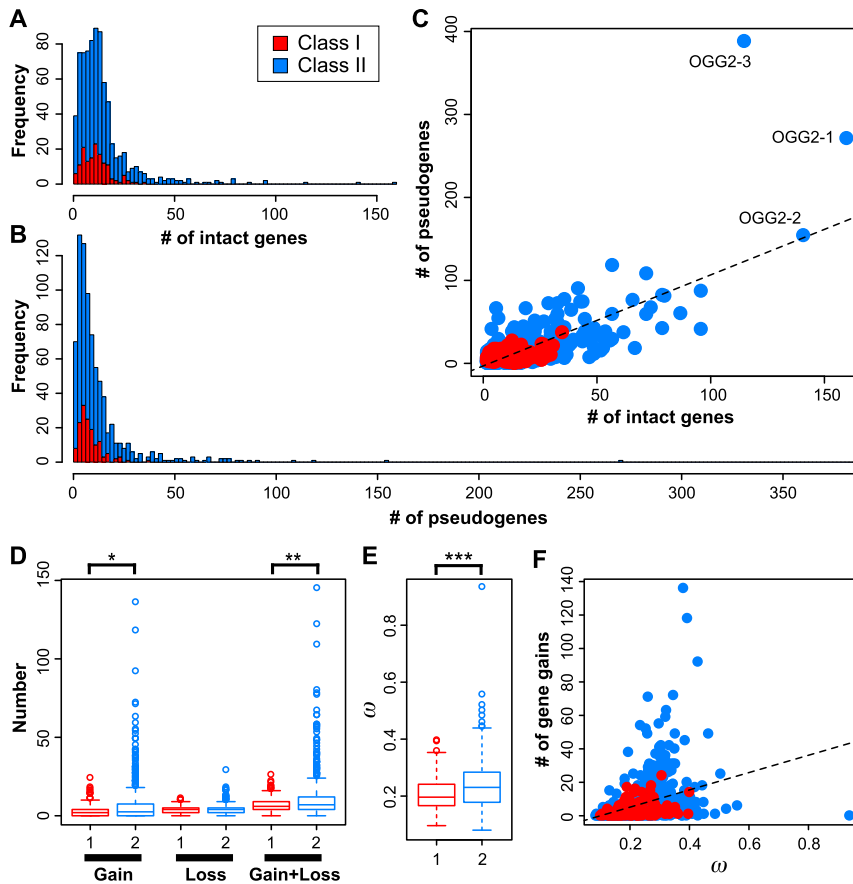 A
Frequency
80
60
40
20
0
Class I
Class II
0 50 100 150
# of intact genes
B
Frequency
120
100
80
60
40
20
0
0 50 100 150 200 250 300 350
# of pseudogenes
C
# of pseudogenes
400
300
200
100
0
OGG2-3
OGG2-1
OGG2-2
0 50 100 150
# of intact genes
D
* **
Number
150
100
50
0
1 2 1 2 1 2
Gain Loss Gain+Loss
E
***
ω
0.8
0.6
0.4
0.2
1 2
F
# of gene gains
140
120
100
80
60
40
20
0
0.2 0.4 0.6 0.8
ω